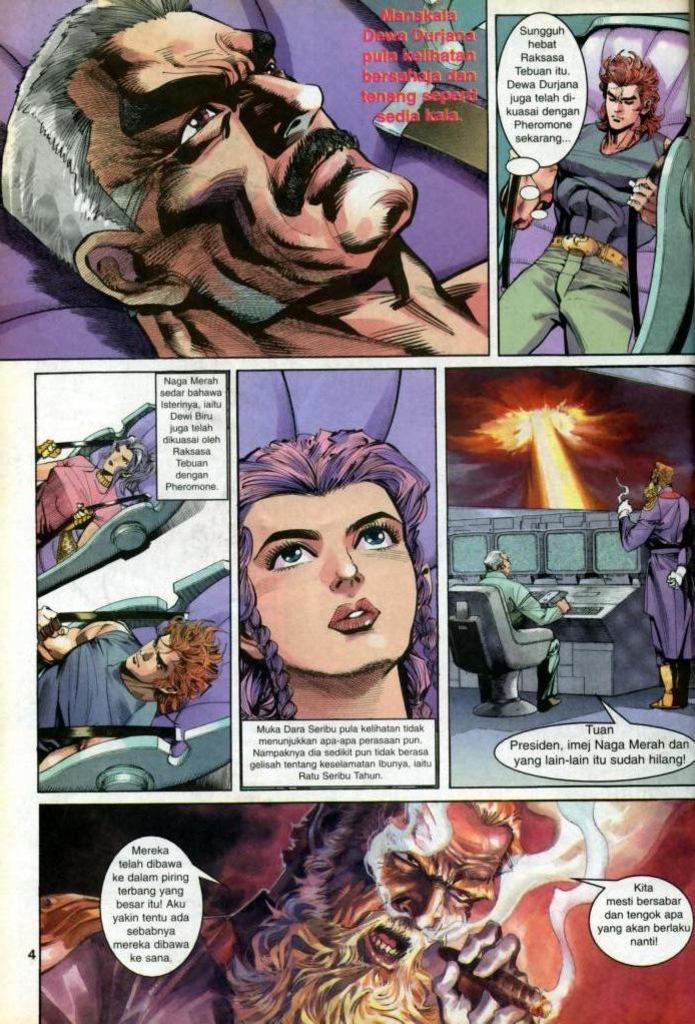 Manakala
Dewa Durjana
pula kelihatan
bersahaja dan
tenang seperti
sedia kala.
Sungguh
hebat
Raksasa
Tebuan itu.
Dewa Durjana
juga telah di-
kuasai dengan
Pheromone
sekarang...
Naga Merah
sedar bahawa
Isterinya, iaitu
Dewi Biru
juga telah
dikuasai oleh
Raksasa
Tebuan
dengan
Pheromone.
Muka Dara Seribu pula kelihatan tidak
menunjukkan apa-apa perasaan pun.
Nampaknya dia sedikit pun tidak berasa
gelisah tentang keselamatan Ibunya, iaitu
Ratu Seribu Tahun.
Tuan
Presiden, imej Naga Merah dan
yang lain-lain itu sudah hilang!
Mereka
telah dibawa
ke dalam piring
terbang yang
besar itu! Aku
yakin tentu ada
sebabnya
mereka dibawa
ke sana.
Kita
mesti bersabar
dan tengok apa
yang akan berlaku
nanti!
4